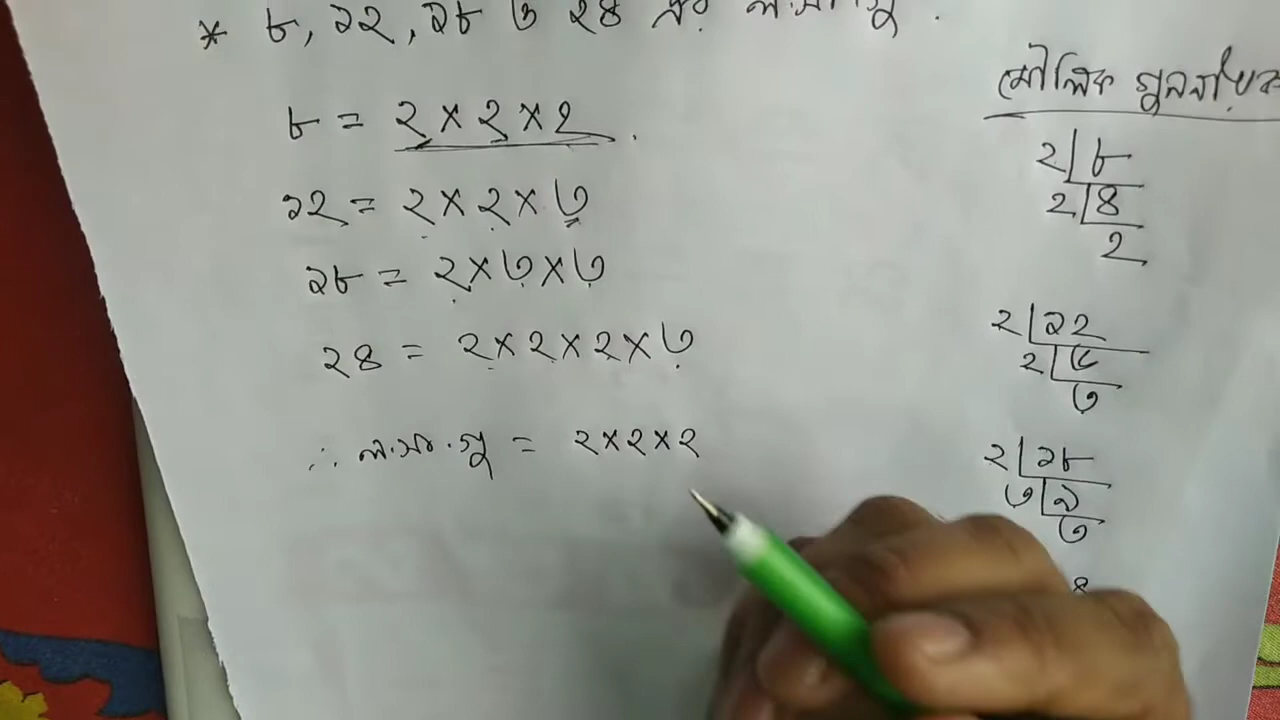 * ৮, ১২, ১৮ ও ২৪ এর ল.সা.গু.
৮ = ২×২×২
১২ = ২×২×৩
১৮ = ২×৩×৩
২৪ = ২×২×২×৩
∴ ল.সা.গু = ২×২×২
মৌলিক গুননীয়ক
২ | ৮
২ | ৪
২
২ | ১২
২ | ৬
৩
২ | ১৮
৩ | ৯
৩
৪